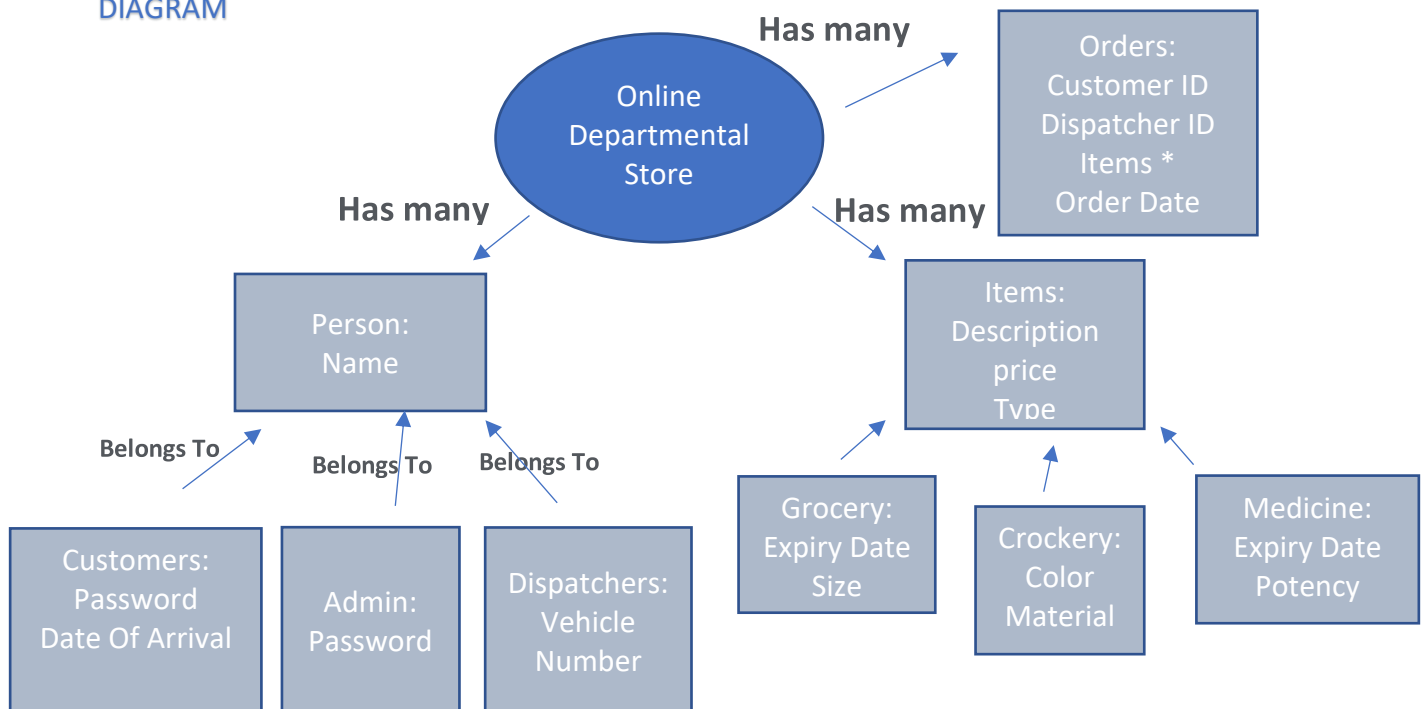 DIAGRAM
Has many
Orders:
Customer ID
Dispatcher ID
Items *
Order Date
Online
Departmental
Store
Has many
Has many
Person:
Name
Items:
Description
price
Type
Belongs To
Belongs To
Belongs To
Customers:
Password
Date Of Arrival
Admin:
Password
Dispatchers:
Vehicle
Number
Grocery:
Expiry Date
Size
Crockery:
Color
Material
Medicine:
Expiry Date
Potency